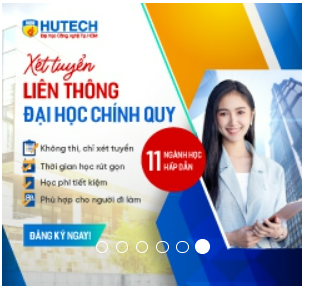 HUTECH
Đại học Công nghệ Tp.HCM
Xét tuyển
LIÊN THÔNG
ĐẠI HỌC CHÍNH QUY
Không thi, chỉ xét tuyển
Thời gian học rút gọn
Học phí tiết kiệm
Phù hợp cho người đi làm
11 NGÀNH HỌC
HẤP DẪN
ĐĂNG KÝ NGAY!